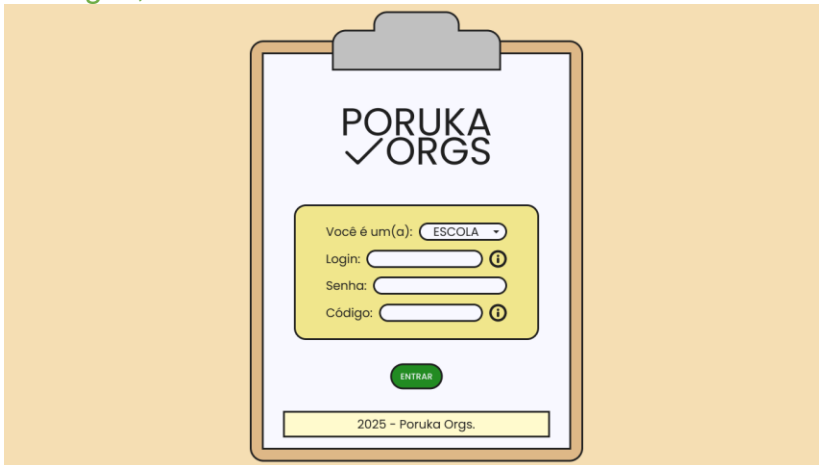 PORUKA
ORGS
Você é um(a): ESCOLA
Login:
Senha:
Código:
ENTRAR
2025 - Poruka Orgs.